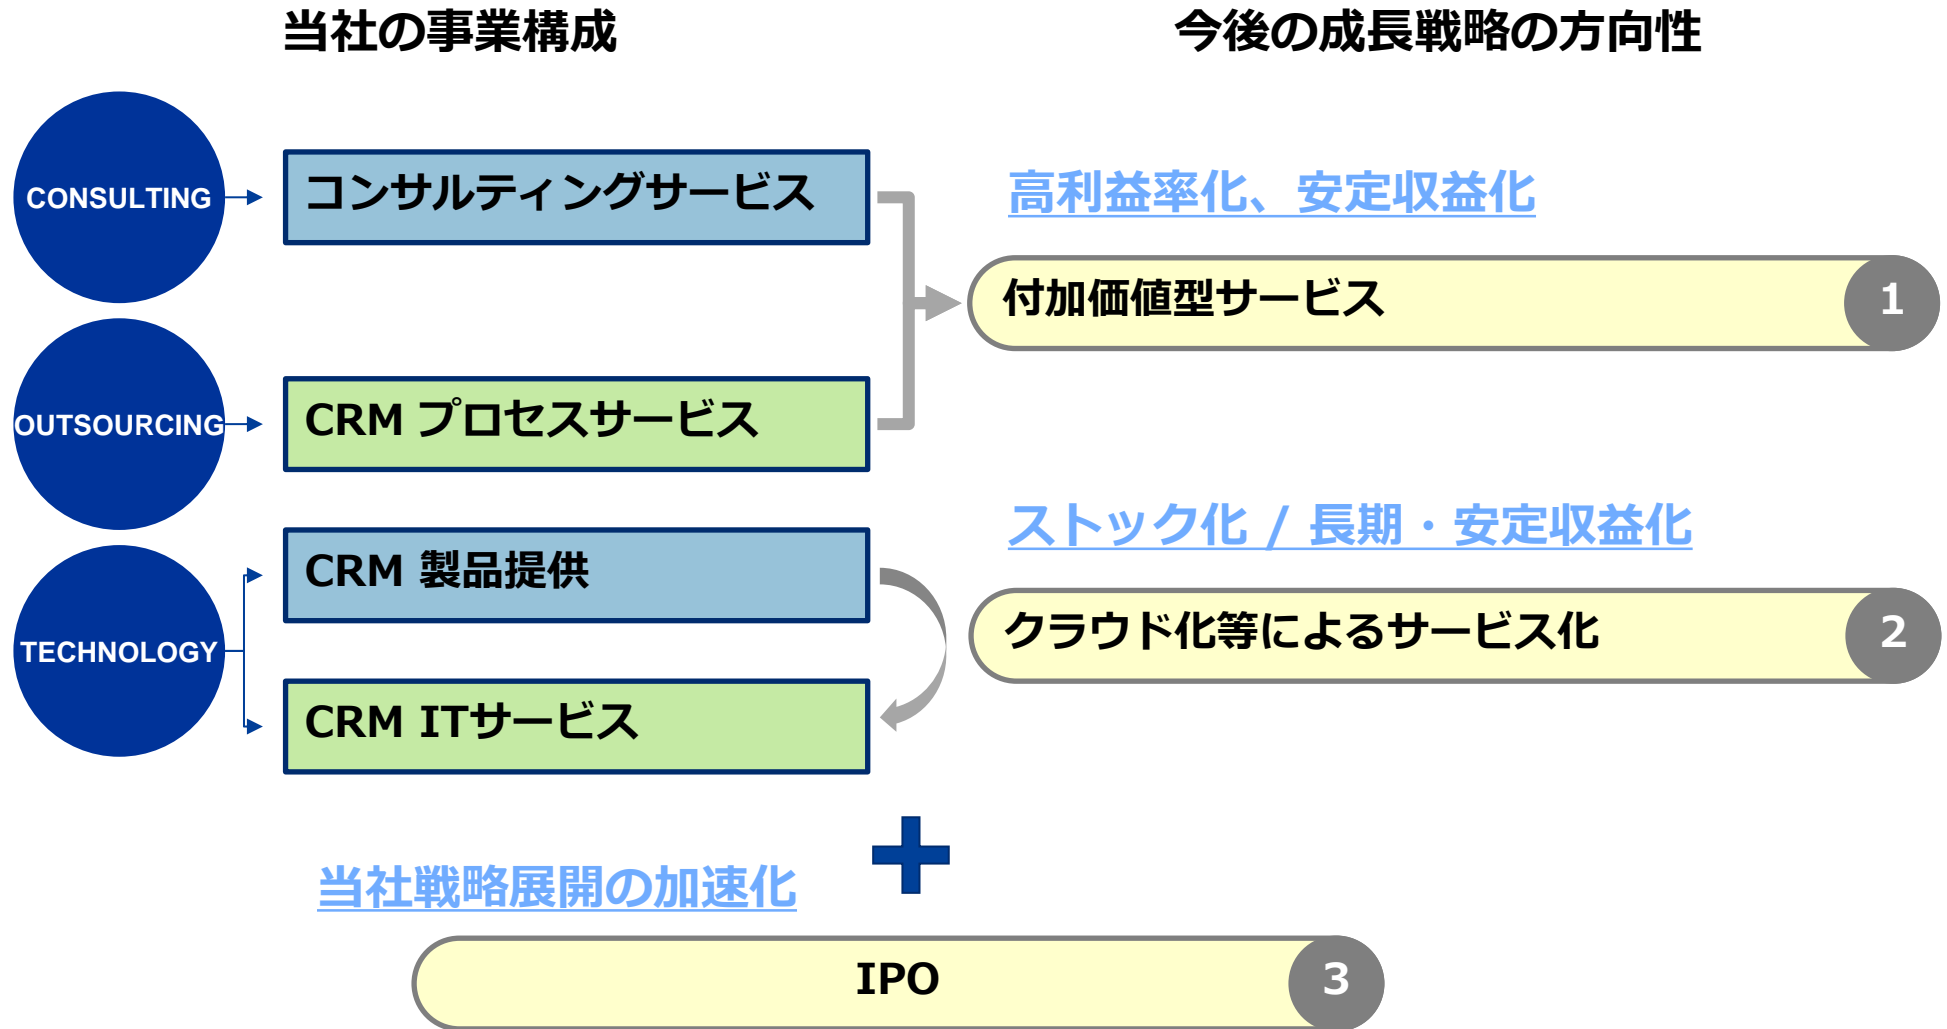 当社の事業構成
今後の成長戦略の方向性
CONSULTING
コンサルティングサービス
高利益率化、安定収益化
付加価値型サービス
1
OUTSOURCING
CRM プロセスサービス
ストック化 / 長期・安定収益化
CRM 製品提供
クラウド化等によるサービス化
2
TECHNOLOGY
CRM ITサービス
当社戦略展開の加速化
IPO
3